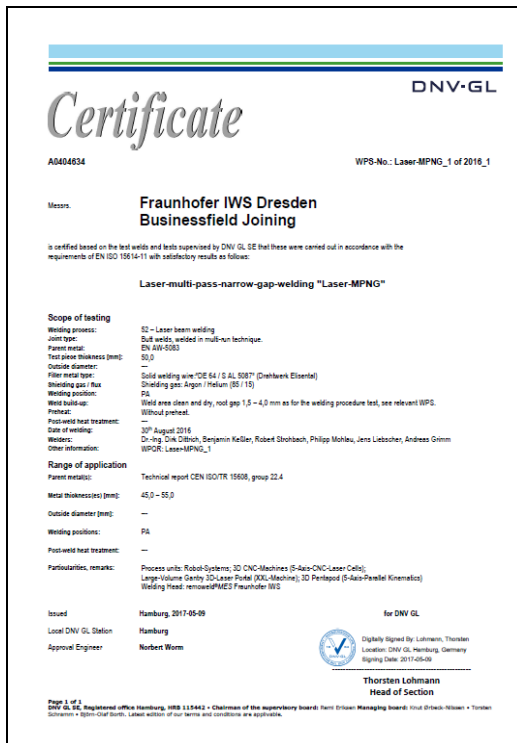 DNV·GL
Certificate
A0404634 WPS-No.: Laser-MPNG_1 of 2016_1
Messrs. Fraunhofer IWS Dresden
Businessfield Joining
is certified based on the test welds and tests supervised by DNV GL SE that these were carried out in accordance with the
requirements of EN ISO 15614-11 with satisfactory results as follows:
Laser-multi-pass-narrow-gap-welding "Laser-MPNG"
Scope of testing
Welding process: 52 – Laser beam welding
Joint type: Butt welds, welded in multi-run technique.
Parent metal: EN AW-5083
Test piece thickness [mm]: 50,0
Outside diameter: ---
Filler metal type: Solid welding wire:"DE 64 / S AL 5087" (Drahtwerk Elisental)
Shielding gas / flux Shielding gas: Argon / Helium (85 / 15)
Welding position: PA
Weld build-up: Weld area clean and dry, root gap 1,5 – 4,0 mm as for the welding procedure test, see relevant WPS.
Preheat: Without preheat.
Post-weld heat treatment: ---
Date of welding: 30th August 2016
Welders: Dr.-Ing. Dirk Dittrich, Benjamin Keßler, Robert Strohbach, Philipp Mohlau, Jens Liebscher, Andreas Grimm
Other information: WPQR: Laser-MPNG_1
Range of application
Parent metal(s): Technical report CEN ISO/TR 15608, group 22.4
Metal thickness(es) [mm]: 45,0 – 55,0
Outside diameter [mm]: ---
Welding positions: PA
Post-weld heat treatment: ---
Particularities, remarks: Process units: Robot-Systems; 3D CNC-Machines (5-Axis-CNC-Laser Cells);
Large-Volume Gantry 3D-Laser Portal (XXL-Machine); 3D Pentapod (5-Axis-Parallel Kinematics)
Welding Head: remoweld®MES Fraunhofer IWS
Issued Hamburg, 2017-05-09 for DNV GL
Local DNV GL Station Hamburg
Approval Engineer Norbert Worm
Digitally Signed By: Lohmann, Thorsten
Location: DNV GL Hamburg, Germany
Signing Date: 2017-05-09
Thorsten Lohmann
Head of Section
Page 1 of 1
DNV GL SE, Registered office Hamburg, HRB 115442 • Chairman of the supervisory board: Remi Eriksen Managing board: Knut Ørbeck-Nilssen • Torsten
Schramm • Björn-Olaf Borth. Latest edition of our terms and conditions are applicable.